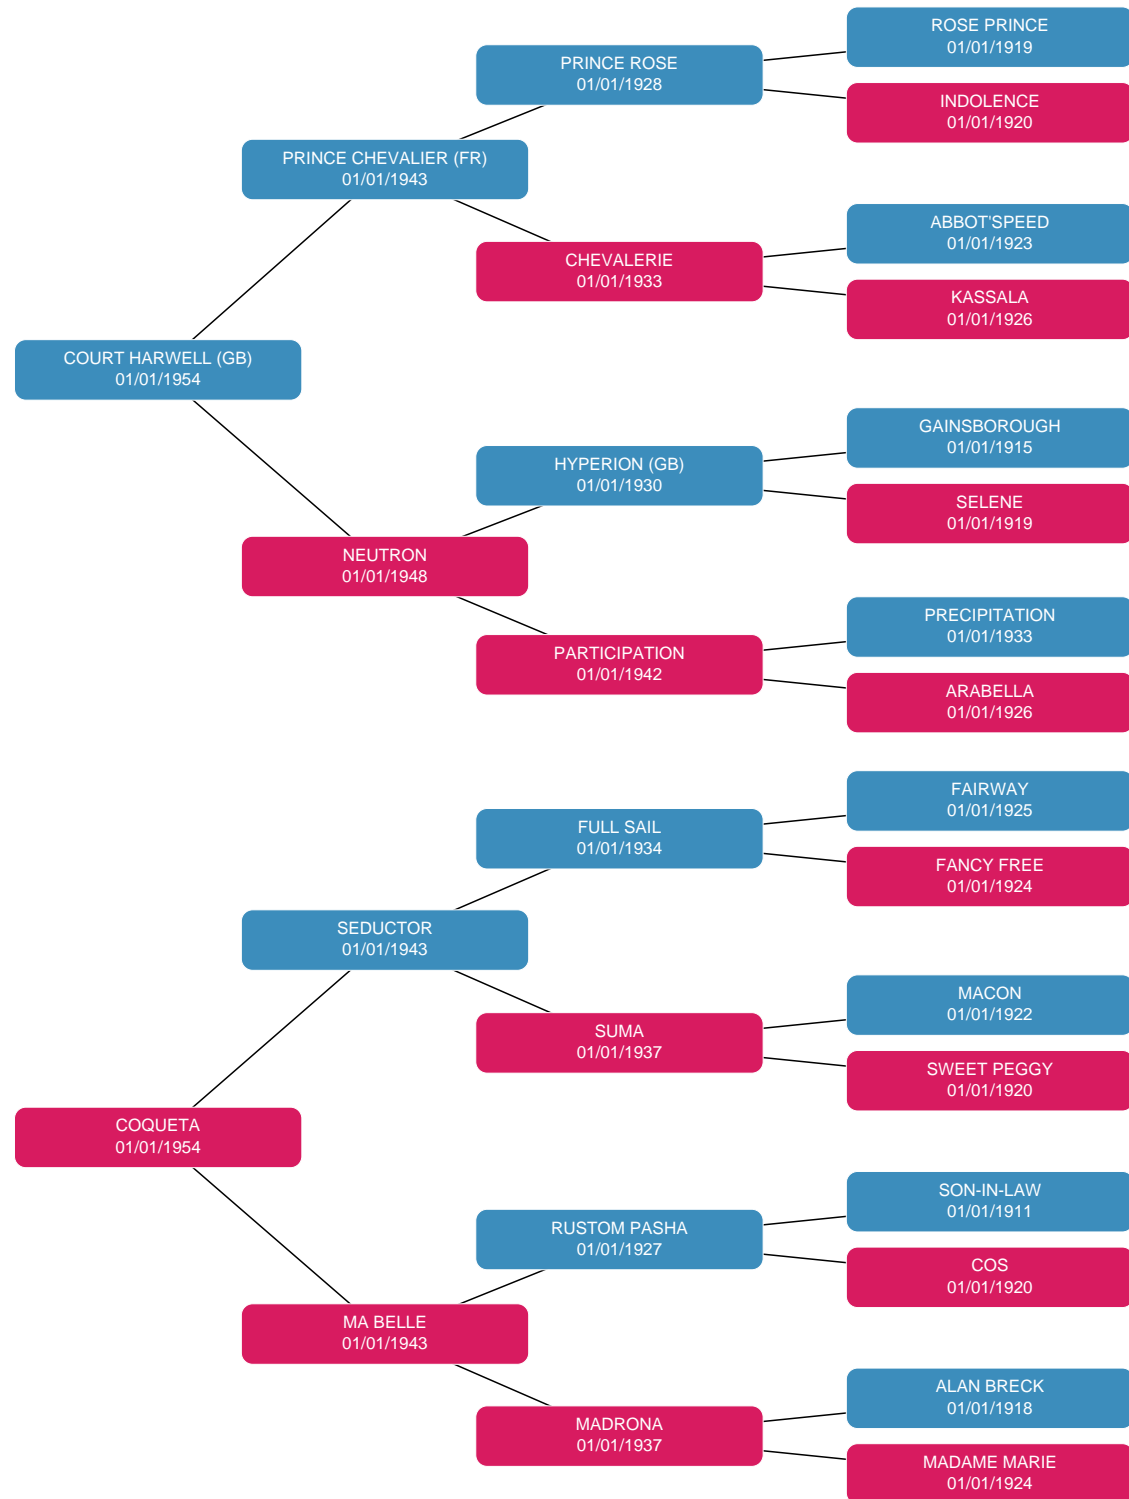 ROSE PRINCE
01/01/1919
PRINCE ROSE
01/01/1928
INDOLENCE
01/01/1920
PRINCE CHEVALIER (FR)
01/01/1943
ABBOT'SPEED
01/01/1923
CHEVALERIE
01/01/1933
KASSALA
01/01/1926
COURT HARWELL (GB)
01/01/1954
GAINSBOROUGH
01/01/1915
HYPERION (GB)
01/01/1930
SELENE
01/01/1919
NEUTRON
01/01/1948
PRECIPITATION
01/01/1933
PARTICIPATION
01/01/1942
ARABELLA
01/01/1926
FAIRWAY
01/01/1925
FULL SAIL
01/01/1934
FANCY FREE
01/01/1924
SEDUCTOR
01/01/1943
MACON
01/01/1922
SUMA
01/01/1937
SWEET PEGGY
01/01/1920
COQUETA
01/01/1954
SON-IN-LAW
01/01/1911
RUSTOM PASHA
01/01/1927
COS
01/01/1920
MA BELLE
01/01/1943
ALAN BRECK
01/01/1918
MADRONA
01/01/1937
MADAME MARIE
01/01/1924